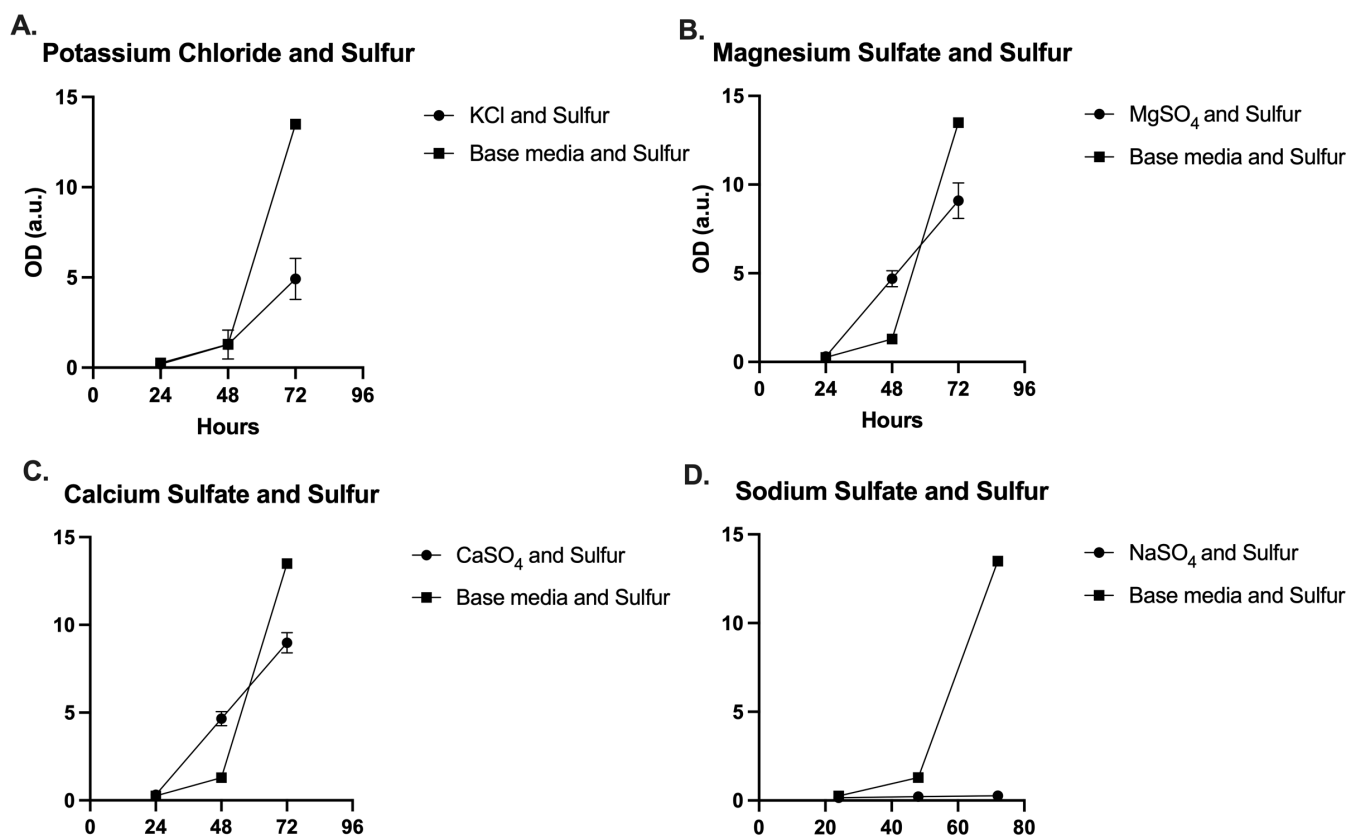 A.
Potassium Chloride and Sulfur
15
10
5
0
OD (a.u.)
0 24 48 72 96
Hours
KCl and Sulfur
Base media and Sulfur
B.
Magnesium Sulfate and Sulfur
15
10
5
0
OD (a.u.)
0 24 48 72 96
Hours
MgSO4 and Sulfur
Base media and Sulfur
C.
Calcium Sulfate and Sulfur
15
10
5
0
0 24 48 72 96
CaSO4 and Sulfur
Base media and Sulfur
D.
Sodium Sulfate and Sulfur
15
10
5
0
0 20 40 60 80
NaSO4 and Sulfur
Base media and Sulfur